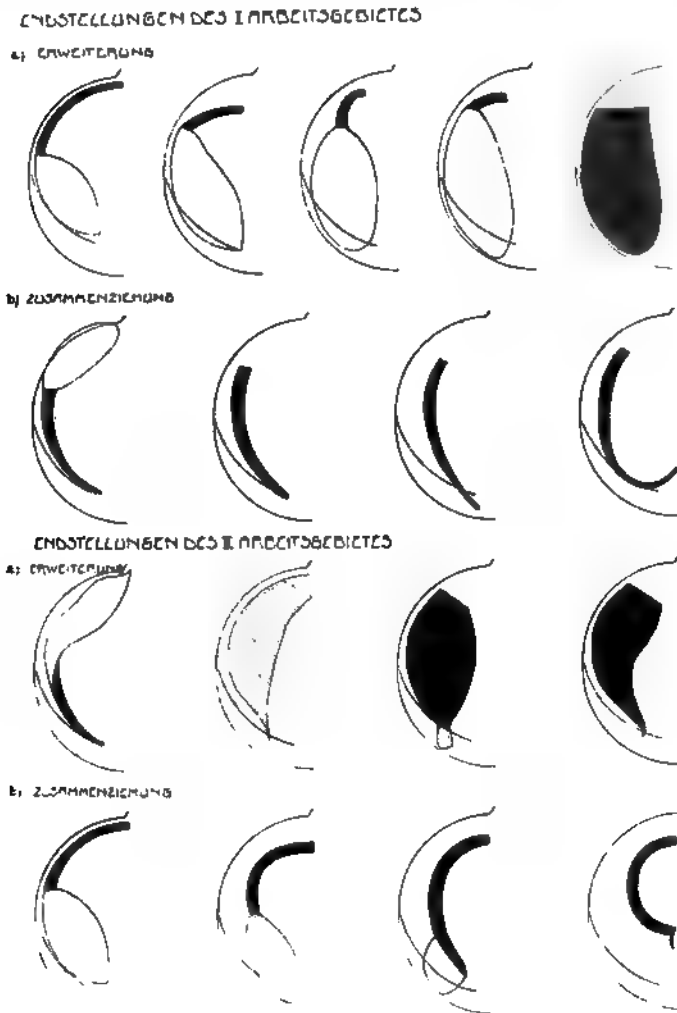 ENDSTELLUNGEN DES I ARBEITSGEBIETES
a) ERWEITERUNG
b) ZUSAMMENZIEHUNG
ENDSTELLUNGEN DES II ARBEITSGEBIETES
a) ERWEITERUNG
b) ZUSAMMENZIEHUNG